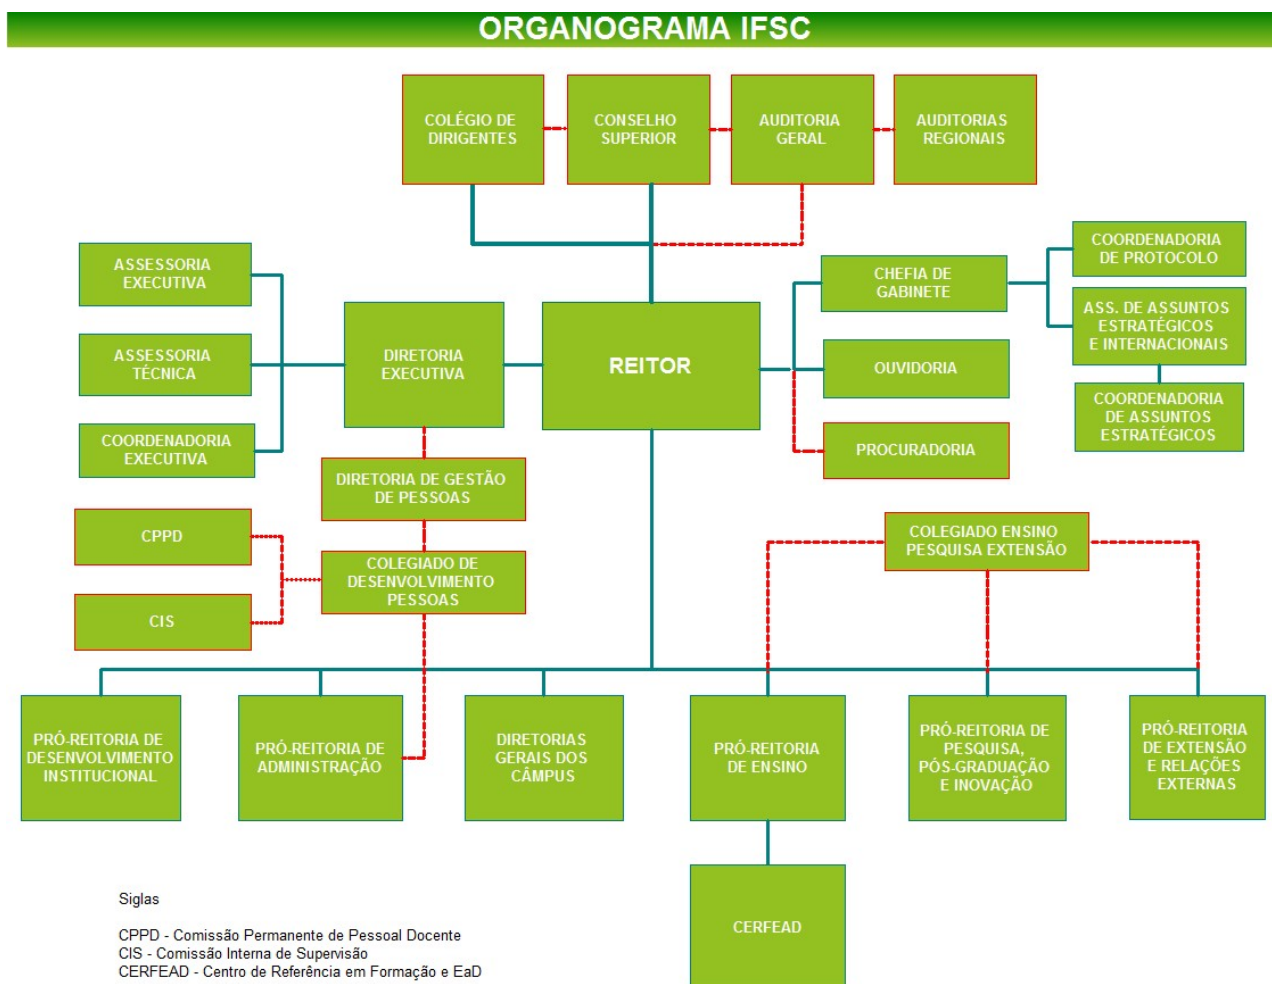 ORGANOGRAMA IFSC
COLÉGIO DE
DIRIGENTES
CONSELHO
SUPERIOR
AUDITORIA
GERAL
AUDITORIAS
REGIONAIS
ASSESSORIA
EXECUTIVA
ASSESSORIA
TÉCNICA
COORDENADORIA
EXECUTIVA
DIRETORIA
EXECUTIVA
REITOR
CHEFIA DE
GABINETE
OUVIDORIA
PROCURADORIA
COORDENADORIA
DE PROTOCOLO
ASS. DE ASSUNTOS
ESTRATÉGICOS
E INTERNACIONAIS
COORDENADORIA
DE ASSUNTOS
ESTRATÉGICOS
DIRETORIA DE GESTÃO
DE PESSOAS
CPPD
CIS
COLEGIADO DE
DESENVOLVIMENTO
PESSOAS
COLEGIADO ENSINO
PESQUISA EXTENSÃO
PRÓ-REITORIA DE
DESENVOLVIMENTO
INSTITUCIONAL
PRÓ-REITORIA DE
ADMINISTRAÇÃO
DIRETORIAS
GERAIS DOS
CÂMPUS
PRÓ-REITORIA
DE ENSINO
PRÓ-REITORIA DE
PESQUISA,
PÓS-GRADUAÇÃO
E INOVAÇÃO
PRÓ-REITORIA
DE EXTENSÃO
E RELAÇÕES
EXTERNAS
CERFEAD
Siglas
CPPD - Comissão Permanente de Pessoal Docente
CIS - Comissão Interna de Supervisão
CERFEAD - Centro de Referência em Formação e EaD